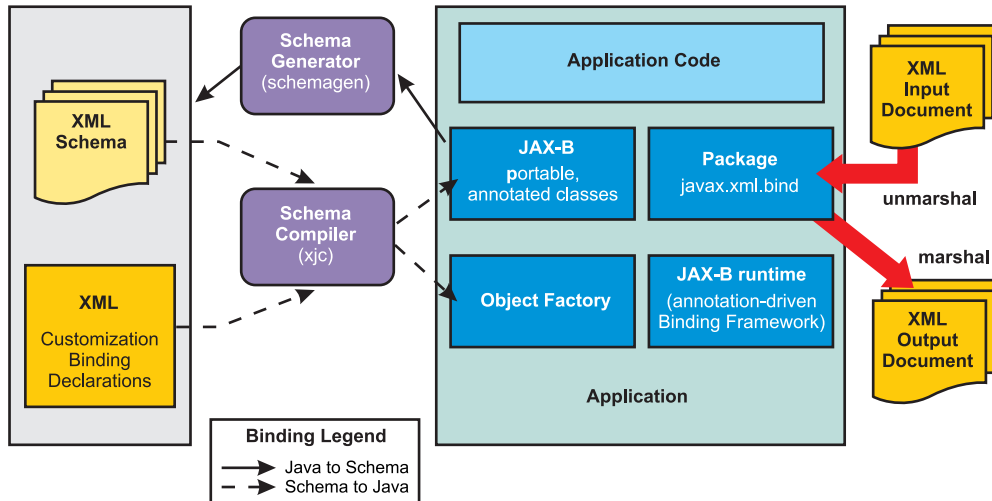 Schema
Generator
(schemagen)
XML
Schema
Schema
Compiler
(xjc)
XML
Customization
Binding
Declarations
Application Code
JAX-B
portable,
annotated classes
Package
javax.xml.bind
Object Factory
JAX-B runtime
(annotation-driven
Binding Framework)
Application
XML
Input
Document
unmarshal
marshal
XML
Output
Document
Binding Legend
Java to Schema
Schema to Java